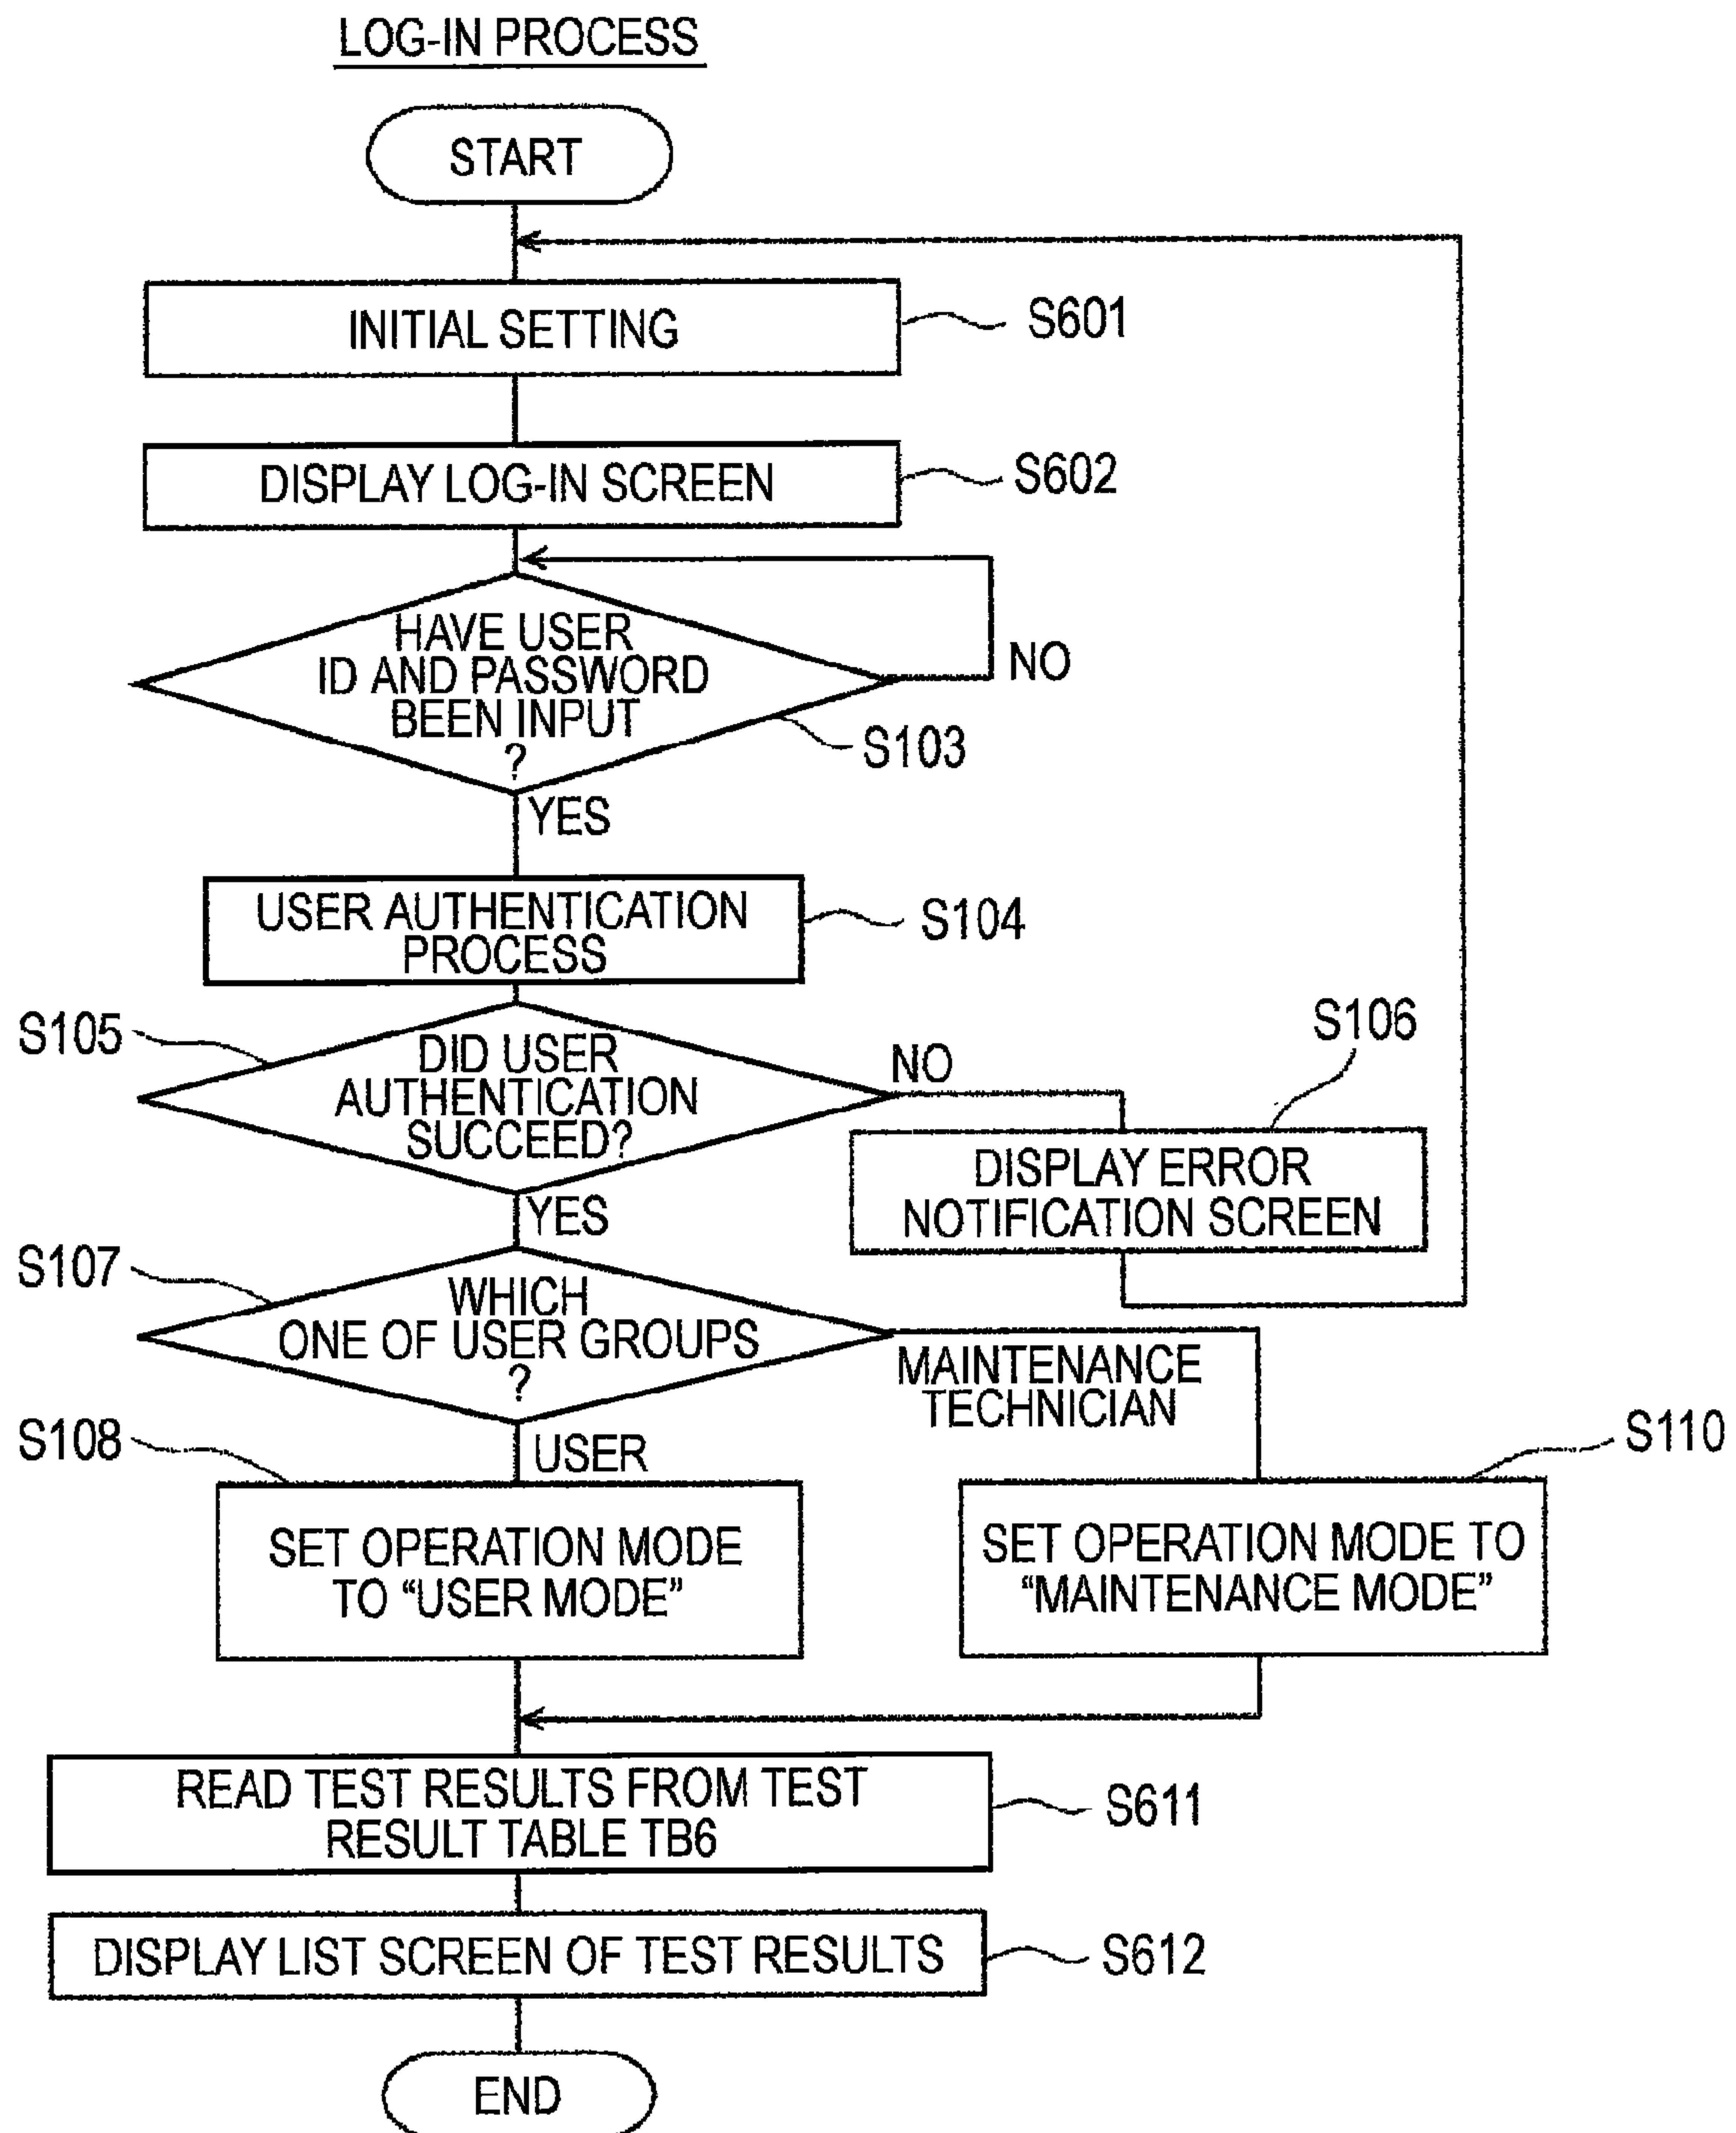 LOG-IN PROCESS
START
INITIAL SETTING
S601
DISPLAY LOG-IN SCREEN
S602
HAVE USER
ID AND PASSWORD
BEEN INPUT
?
NO
S103
YES
USER AUTHENTICATION
PROCESS
S104
S105
DID USER
AUTHENTICATION
SUCCEED?
NO
S106
DISPLAY ERROR
NOTIFICATION SCREEN
YES
S107
WHICH
ONE OF USER GROUPS
?
MAINTENANCE
TECHNICIAN
S108
USER
S110
SET OPERATION MODE
TO “USER MODE”
SET OPERATION MODE TO
“MAINTENANCE MODE”
READ TEST RESULTS FROM TEST
RESULT TABLE TB6
S611
DISPLAY LIST SCREEN OF TEST RESULTS
S612
END